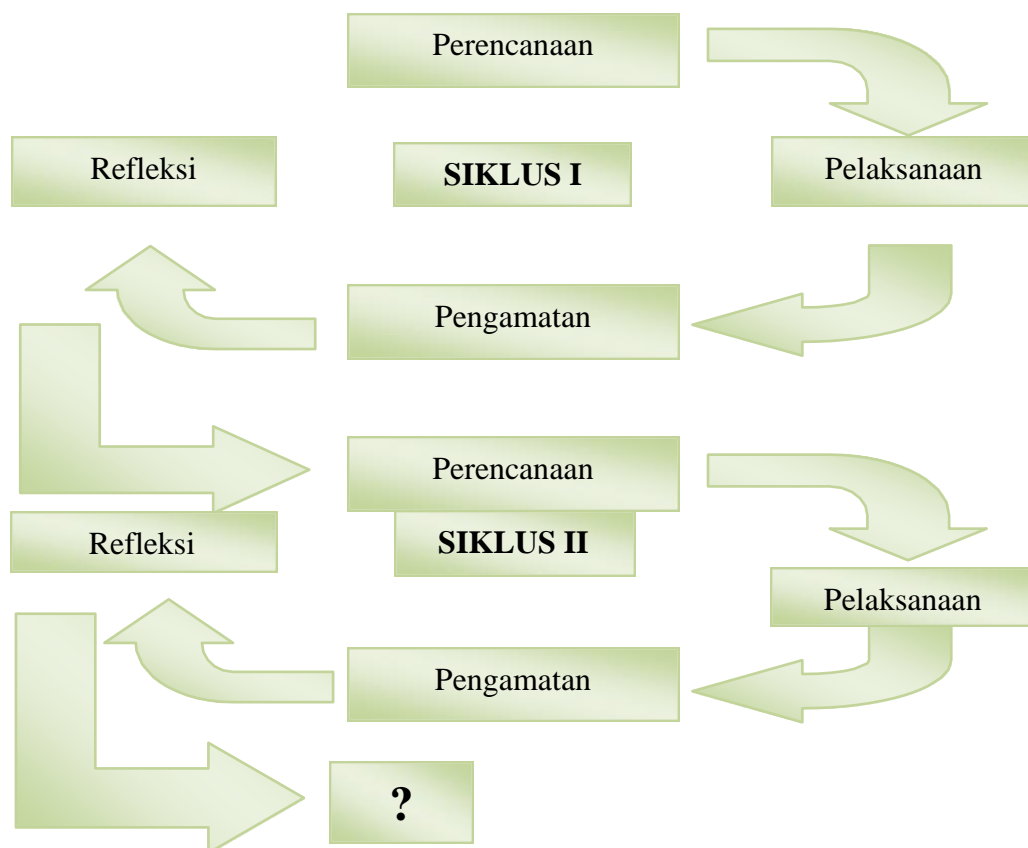 Perencanaan
Refleksi
SIKLUS I
Pelaksanaan
Pengamatan
Perencanaan
Refleksi
SIKLUS II
Pelaksanaan
Pengamatan
?